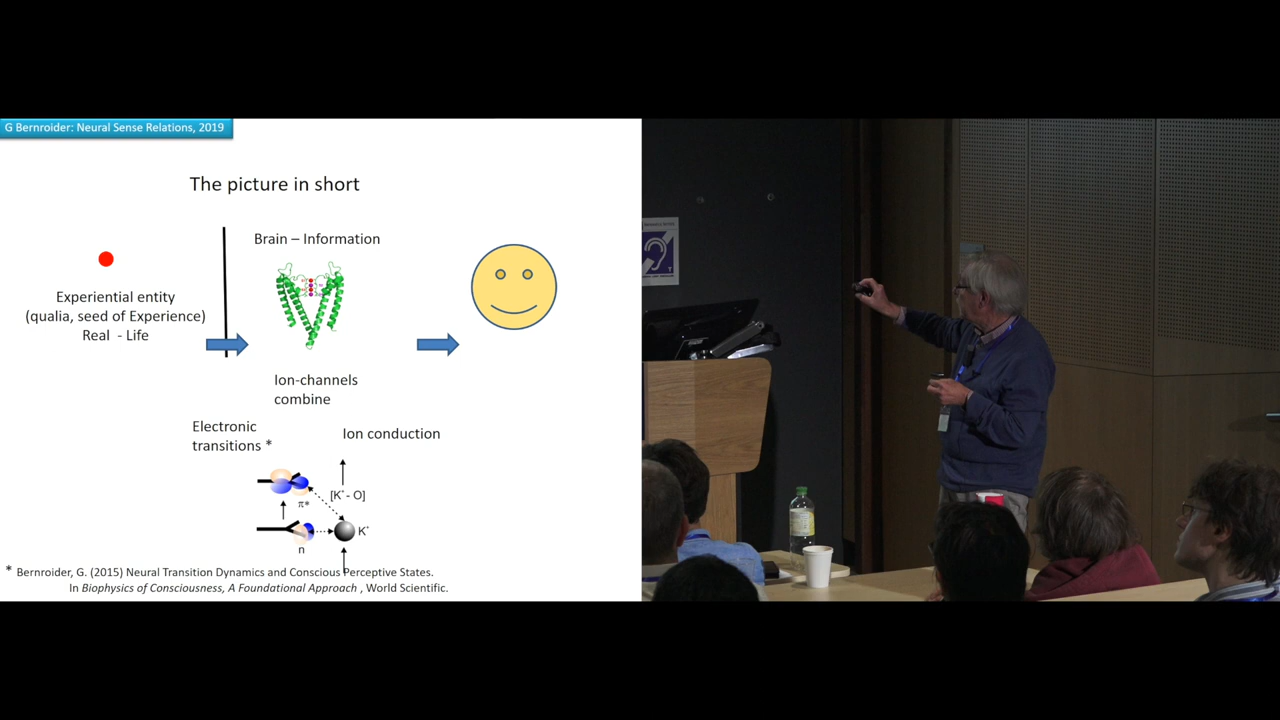 G Bernroider: Neural Sense Relations, 2019
The picture in short
Brain – Information
Experiential entity
(qualia, seed of Experience)
Real - Life
Ion-channels
combine
Electronic
transitions *
Ion conduction
[K⁺ - O]
π*
K⁺
n
* Bernroider, G. (2015) Neural Transition Dynamics and Conscious Perceptive States.
In Biophysics of Consciousness, A Foundational Approach , World Scientific.
T